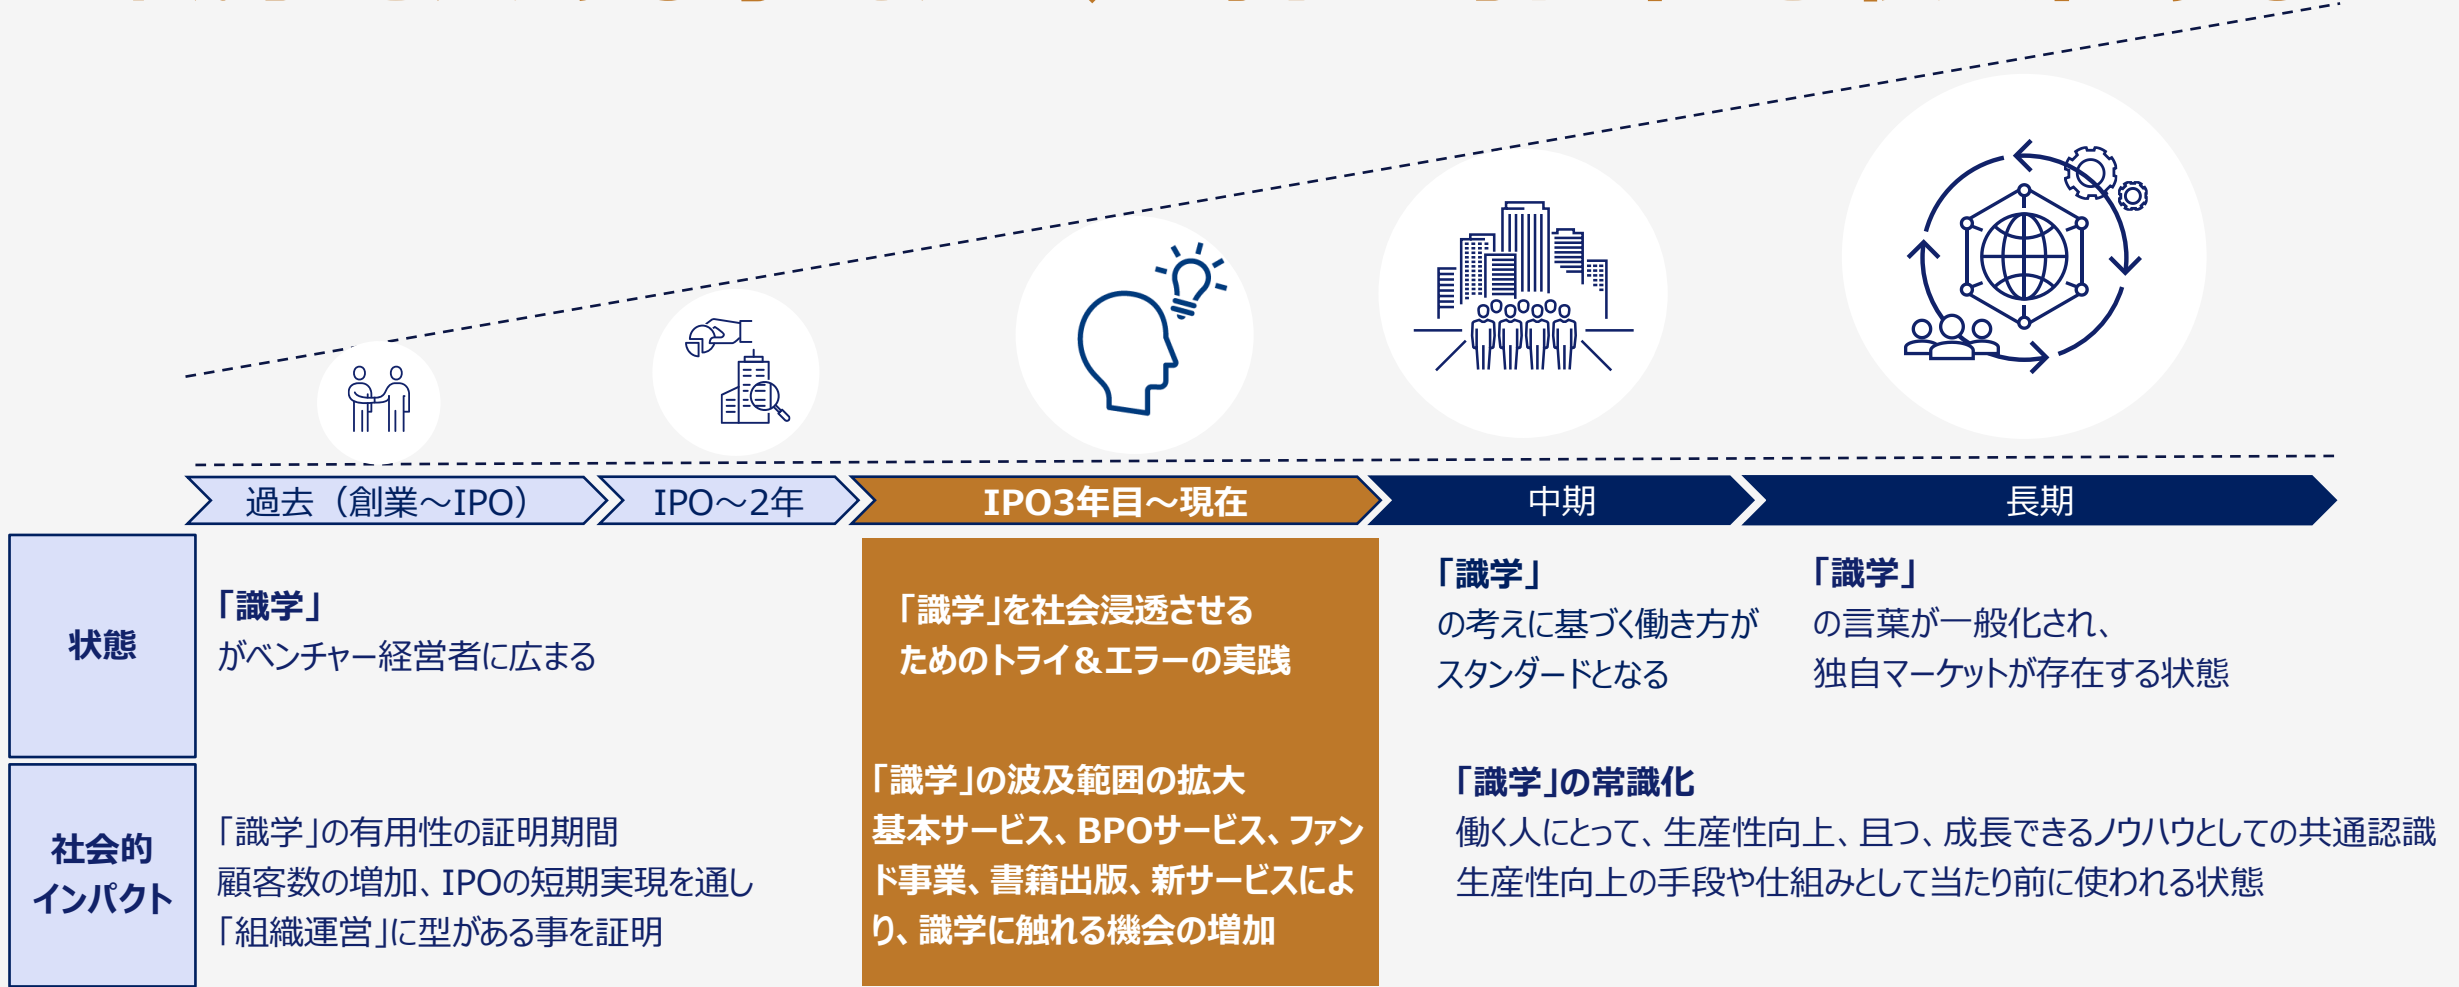 過去（創業～IPO）
IPO～2年
IPO3年目～現在
中期
長期
状態
「識学」
がベンチャー経営者に広まる
「識学」を社会浸透させる
ためのトライ&エラーの実践
「識学」
の考えに基づく働き方が
スタンダードとなる
「識学」
の言葉が一般化され、
独自マーケットが存在する状態
社会的
インパクト
「識学」の有用性の証明期間
顧客数の増加、IPOの短期実現を通し
「組織運営」に型がある事を証明
「識学」の波及範囲の拡大
基本サービス、BPOサービス、ファン
ド事業、書籍出版、新サービスによ
り、識学に触れる機会の増加
「識学」の常識化
働く人にとって、生産性向上、且つ、成長できるノウハウとしての共通認識
生産性向上の手段や仕組みとして当たり前に使われる状態